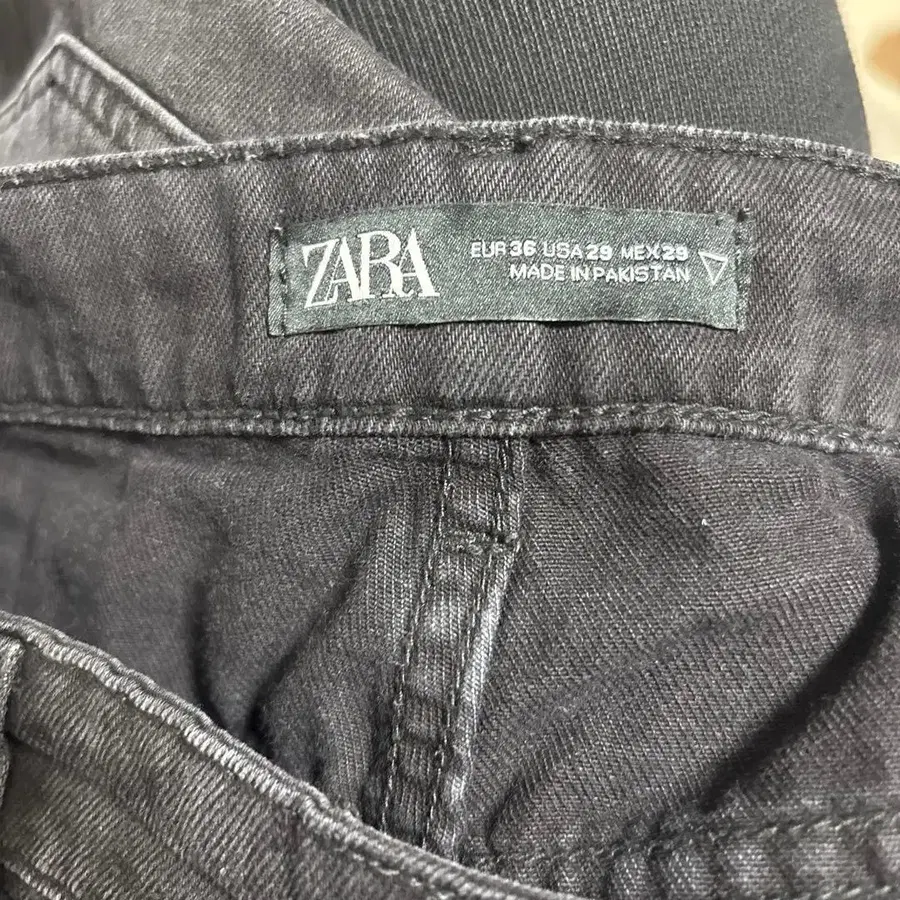 ZARA
EUR 36 USA 29 MEX 29
MADE IN PAKISTAN